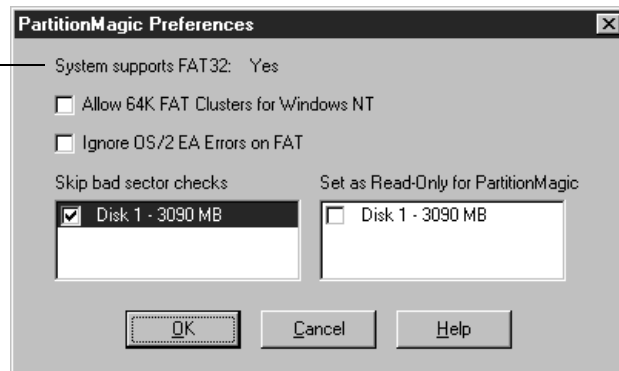 PartitionMagic Preferences
System supports FAT32: Yes
Allow 64K FAT Clusters for Windows NT
Ignore OS/2 EA Errors on FAT
Skip bad sector checks Set as Read-Only for PartitionMagic
Disk 1 - 3090 MB Disk 1 - 3090 MB
OK Cancel Help